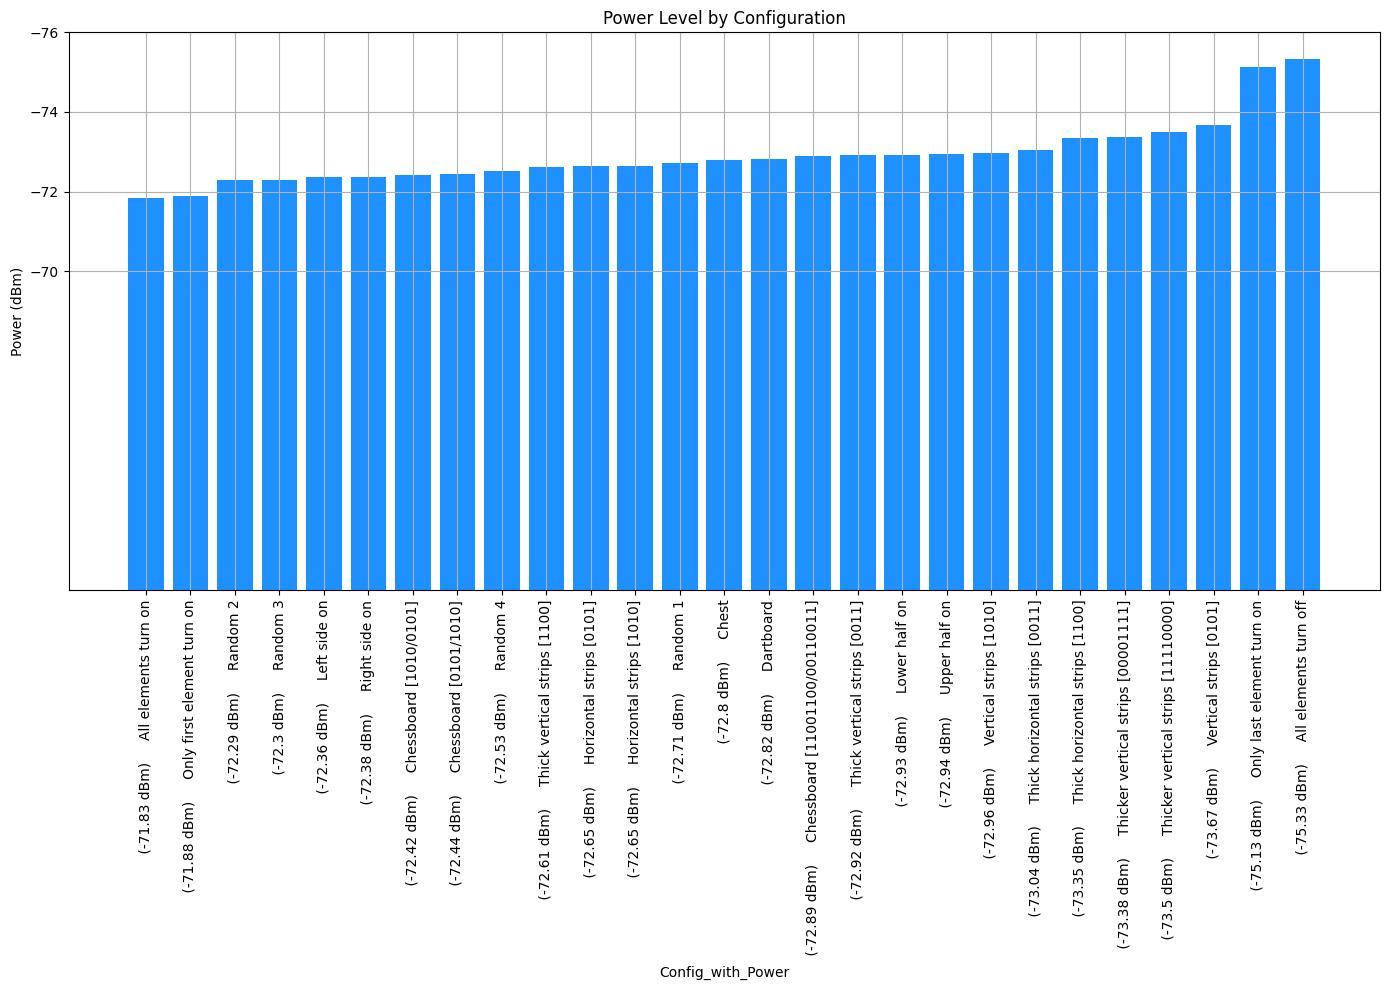 Power Level by Configuration
−76
−74
−72
−70
Power (dBm)
(-71.83 dBm) All elements turn on
(-71.88 dBm) Only first element turn on
(-72.29 dBm) Random 2
(-72.3 dBm) Random 3
(-72.36 dBm) Left side on
(-72.38 dBm) Right side on
(-72.42 dBm) Chessboard [1010/0101]
(-72.44 dBm) Chessboard [0101/1010]
(-72.53 dBm) Random 4
(-72.61 dBm) Thick vertical strips [1100]
(-72.65 dBm) Horizontal strips [0101]
(-72.65 dBm) Horizontal strips [1010]
(-72.71 dBm) Random 1
(-72.8 dBm) Chest
(-72.82 dBm) Dartboard
(-72.89 dBm) Chessboard [11001100/00110011]
(-72.92 dBm) Thick vertical strips [0011]
(-72.93 dBm) Lower half on
(-72.94 dBm) Upper half on
(-72.96 dBm) Vertical strips [1010]
(-73.04 dBm) Thick horizontal strips [0011]
(-73.35 dBm) Thick horizontal strips [1100]
(-73.38 dBm) Thicker vertical strips [00001111]
(-73.5 dBm) Thicker vertical strips [11110000]
(-73.67 dBm) Vertical strips [0101]
(-75.13 dBm) Only last element turn on
(-75.33 dBm) All elements turn off
Config_with_Power